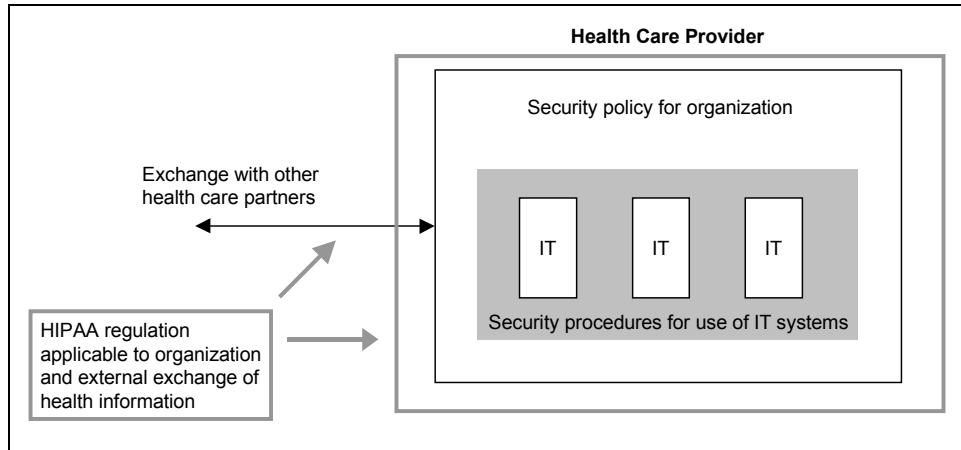 Health Care Provider
Security policy for organization
Exchange with other
health care partners
IT
IT
IT
Security procedures for use of IT systems
HIPAA regulation
applicable to organization
and external exchange of
health information